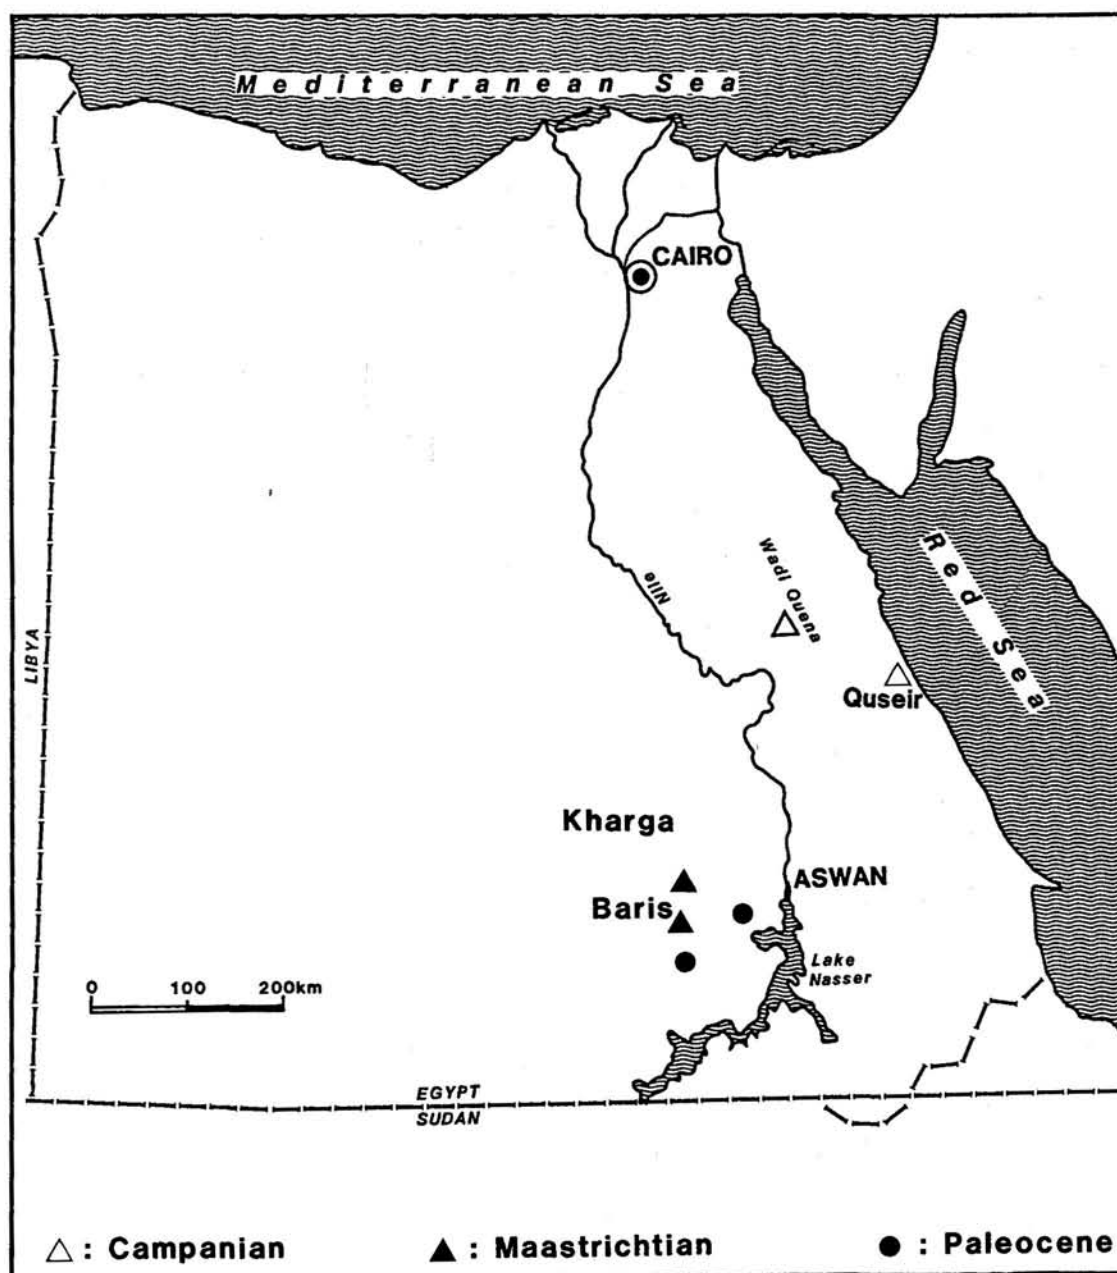 Mediterranean Sea
CAIRO
Wadi Quena
Nile
Red Sea
LIBYA
Quseir
Kharga
ASWAN
Baris
Lake
Nasser
0 100 200km
EGYPT
SUDAN
: Campanian
: Maastrichtian
: Paleocene